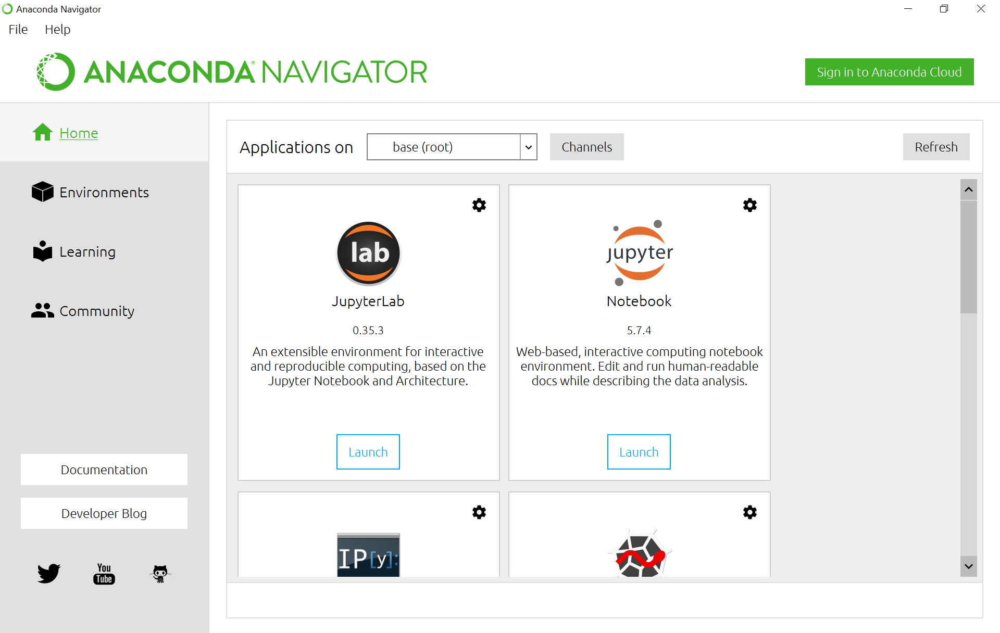 Anaconda Navigator
File Help
ANACONDA® NAVIGATOR
Sign in to Anaconda Cloud
Home
Environments
Learning
Community
Documentation
Developer Blog
You
Tube
Applications on
base (root)
Channels
Refresh
lab
JupyterLab
0.35.3
An extensible environment for interactive
and reproducible computing, based on the
Jupyter Notebook and Architecture.
Launch
jupyter
Notebook
5.7.4
Web-based, interactive computing notebook
environment. Edit and run human-readable
docs while describing the data analysis.
Launch
IP[y]: